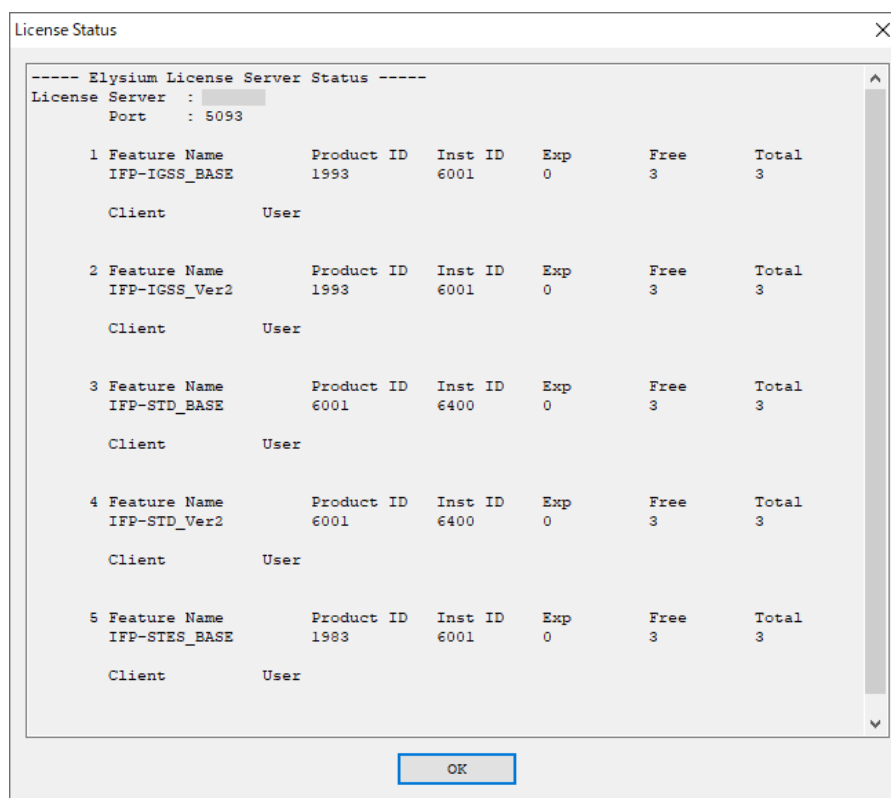 License Status
----- Elysium License Server Status -----
License Server  :
Port    : 5093
1 Feature Name         Product ID   Inst ID    Exp        Free       Total
IFP-IGSS_BASE        1993         6001       0          3          3
Client          User
2 Feature Name         Product ID   Inst ID    Exp        Free       Total
IFP-IGSS_Ver2        1993         6001       0          3          3
Client          User
3 Feature Name         Product ID   Inst ID    Exp        Free       Total
IFP-STD_BASE         6001         6400       0          3          3
Client          User
4 Feature Name         Product ID   Inst ID    Exp        Free       Total
IFP-STD_Ver2         6001         6400       0          3          3
Client          User
5 Feature Name         Product ID   Inst ID    Exp        Free       Total
IFP-STES_BASE        1983         6001       0          3          3
Client          User
OK